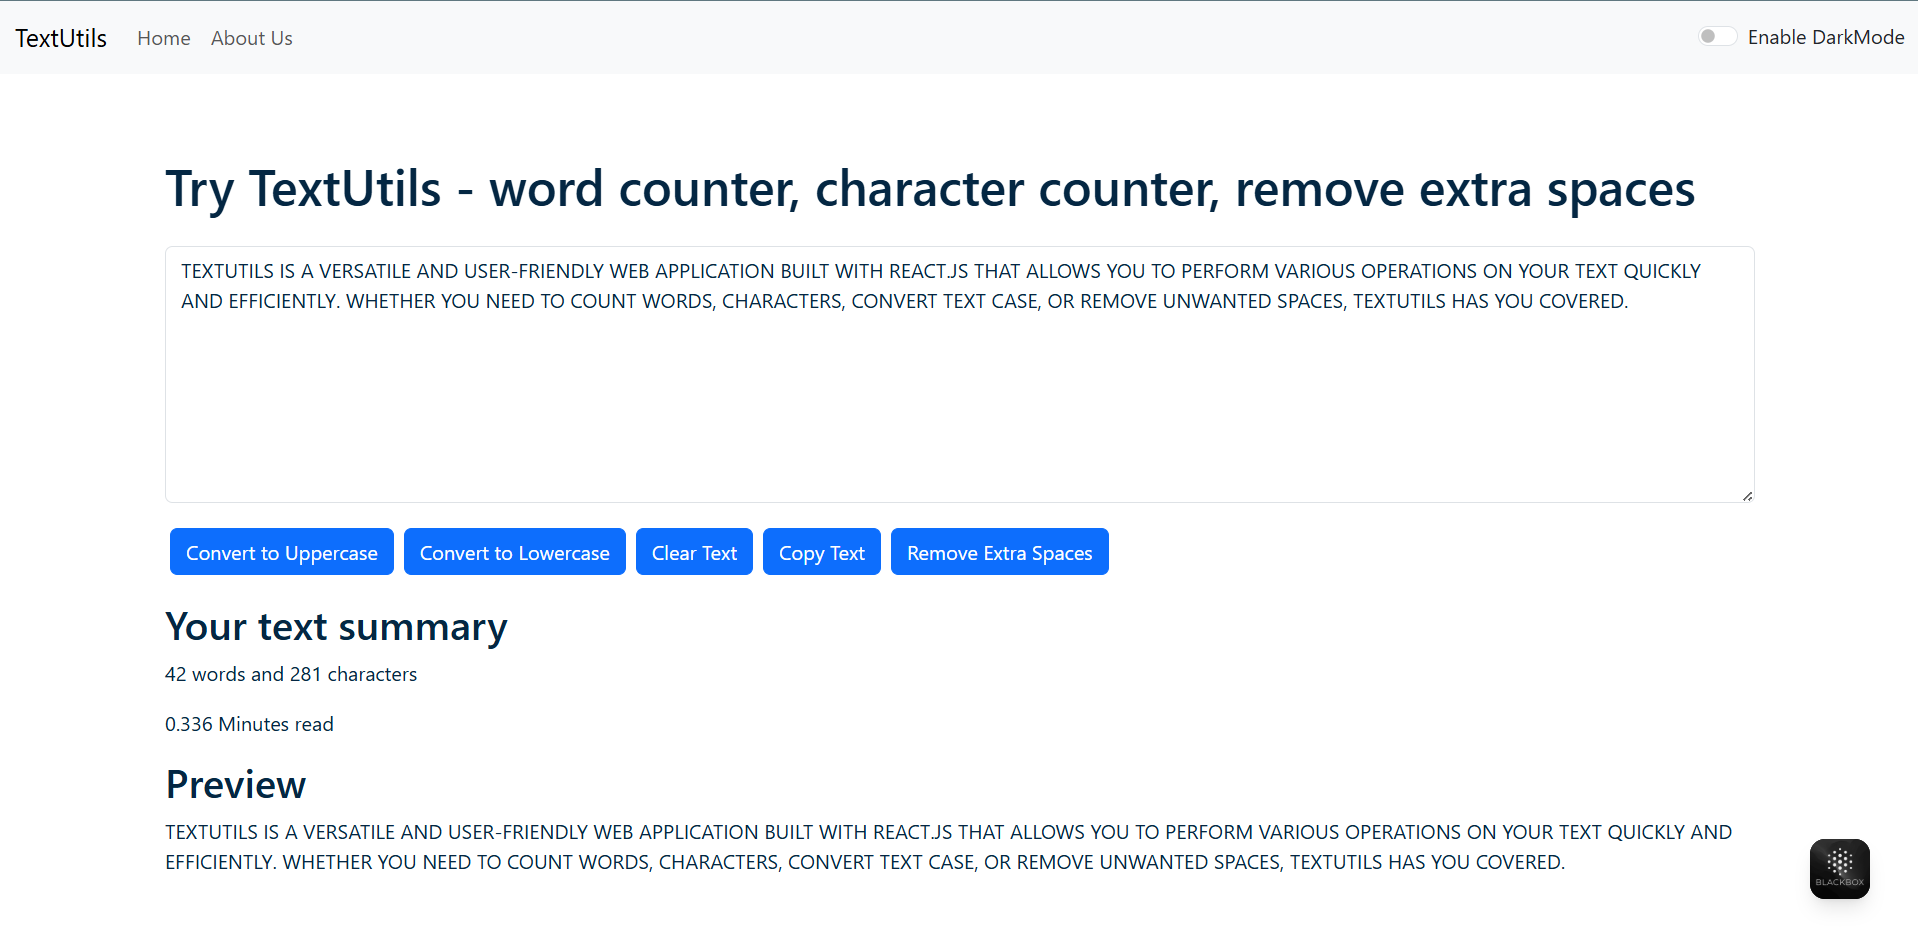 TextUtils Home About Us Enable DarkMode
Try TextUtils - word counter, character counter, remove extra spaces
TEXTUTILS IS A VERSATILE AND USER-FRIENDLY WEB APPLICATION BUILT WITH REACT.JS THAT ALLOWS YOU TO PERFORM VARIOUS OPERATIONS ON YOUR TEXT QUICKLY
AND EFFICIENTLY. WHETHER YOU NEED TO COUNT WORDS, CHARACTERS, CONVERT TEXT CASE, OR REMOVE UNWANTED SPACES, TEXTUTILS HAS YOU COVERED.
Convert to Uppercase Convert to Lowercase Clear Text Copy Text Remove Extra Spaces
Your text summary
42 words and 281 characters
0.336 Minutes read
Preview
TEXTUTILS IS A VERSATILE AND USER-FRIENDLY WEB APPLICATION BUILT WITH REACT.JS THAT ALLOWS YOU TO PERFORM VARIOUS OPERATIONS ON YOUR TEXT QUICKLY AND
EFFICIENTLY. WHETHER YOU NEED TO COUNT WORDS, CHARACTERS, CONVERT TEXT CASE, OR REMOVE UNWANTED SPACES, TEXTUTILS HAS YOU COVERED.
BLACKBOX